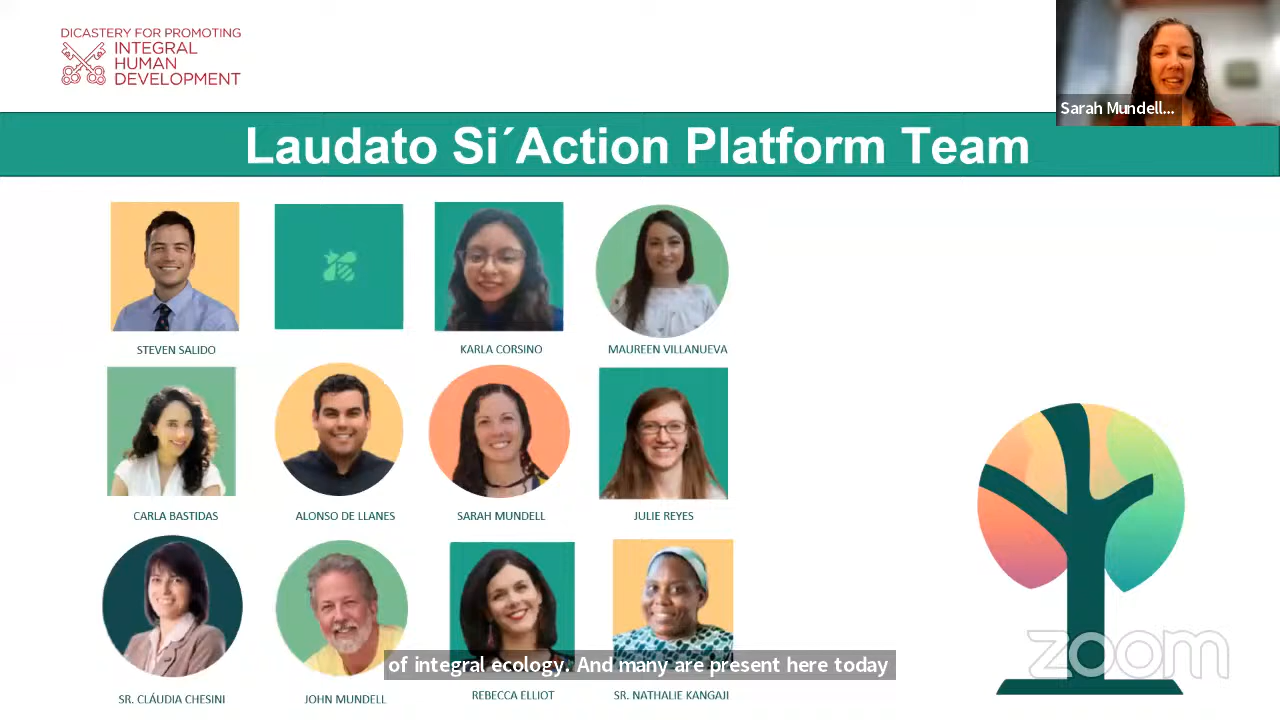 DICASTERY FOR PROMOTING
INTEGRAL
HUMAN
DEVELOPMENT
Sarah Mundell...
Laudato Si´Action Platform Team
STEVEN SALIDO
KARLA CORSINO
MAUREEN VILLANUEVA
CARLA BASTIDAS
ALONSO DE LLANES
SARAH MUNDELL
JULIE REYES
of integral ecology. And many are present here today
SR. CLÁUDIA CHESINI
JOHN MUNDELL
REBECCA ELLIOT
SR. NATHALIE KANGAJI
zoom